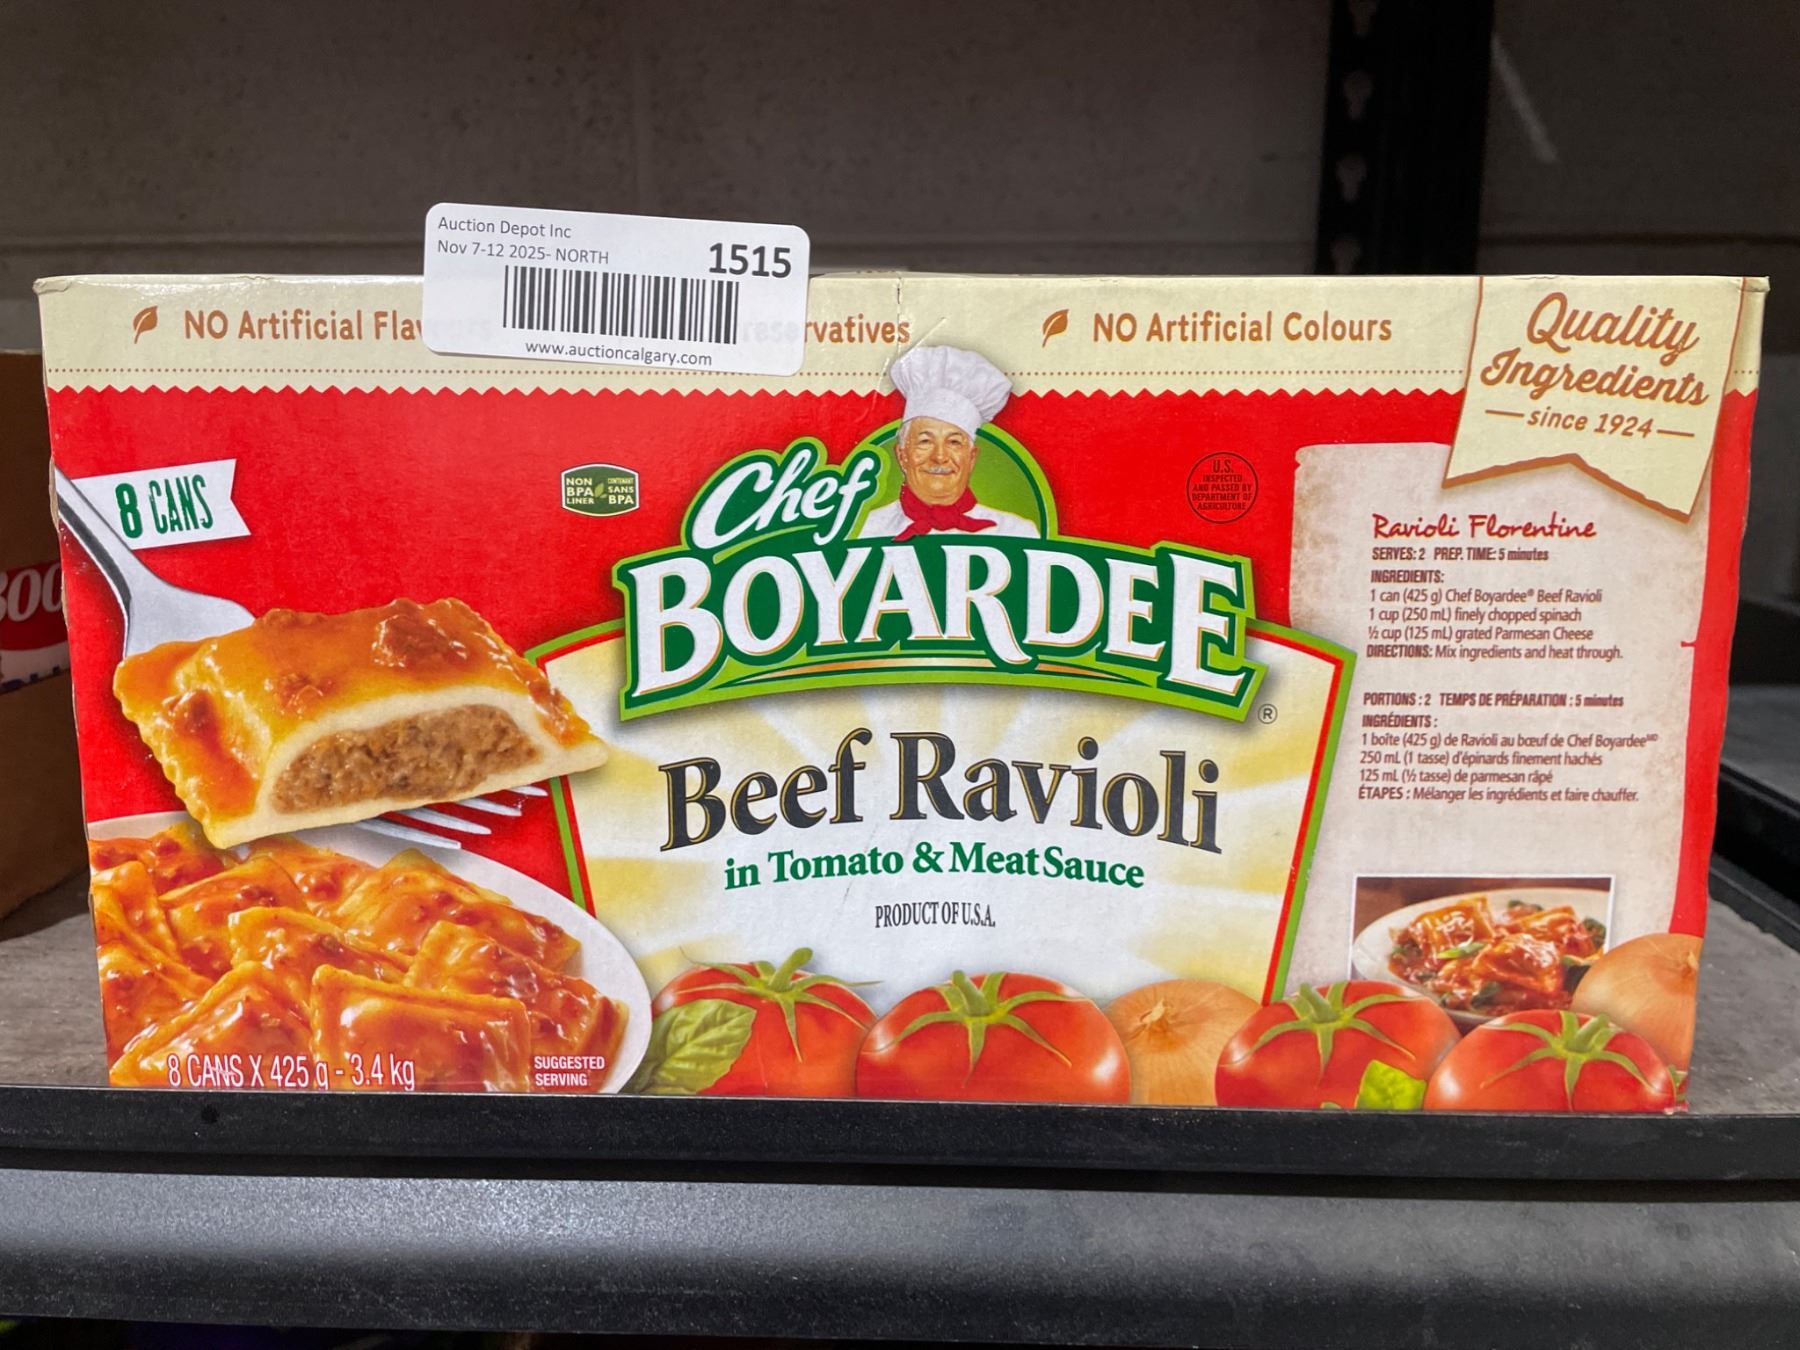 Auction Depot Inc
Nov 7-12 2025- NORTH
1515
www.auctioncalgary.com
NO Artificial Flavours
Preservatives
NO Artificial Colours
Quality
Ingredients
since 1924
8 CANS
NON
BPA
LINER
CONTENANT
SANS
BPA
Chef
BOYARDEE®
U.S.
INSPECTED
AND PASSED BY
DEPARTMENT OF
AGRICULTURE
Beef Ravioli
in Tomato & Meat Sauce
PRODUCT OF U.S.A.
Ravioli Florentine
SERVES: 2 PREP. TIME: 5 minutes
INGREDIENTS:
1 can (425 g) Chef Boyardee® Beef Ravioli
1 cup (250 mL) finely chopped spinach
½ cup (125 mL) grated Parmesan Cheese
DIRECTIONS: Mix ingredients and heat through.
PORTIONS : 2 TEMPS DE PRÉPARATION : 5 minutes
INGRÉDIENTS :
1 boîte (425 g) de Ravioli au bœuf de Chef BoyardeeMD
250 mL (1 tasse) d'épinards finement hachés
125 mL (½ tasse) de parmesan râpé
ÉTAPES : Mélanger les ingrédients et faire chauffer.
8 CANS X 425 g - 3.4 kg
SUGGESTED
SERVING